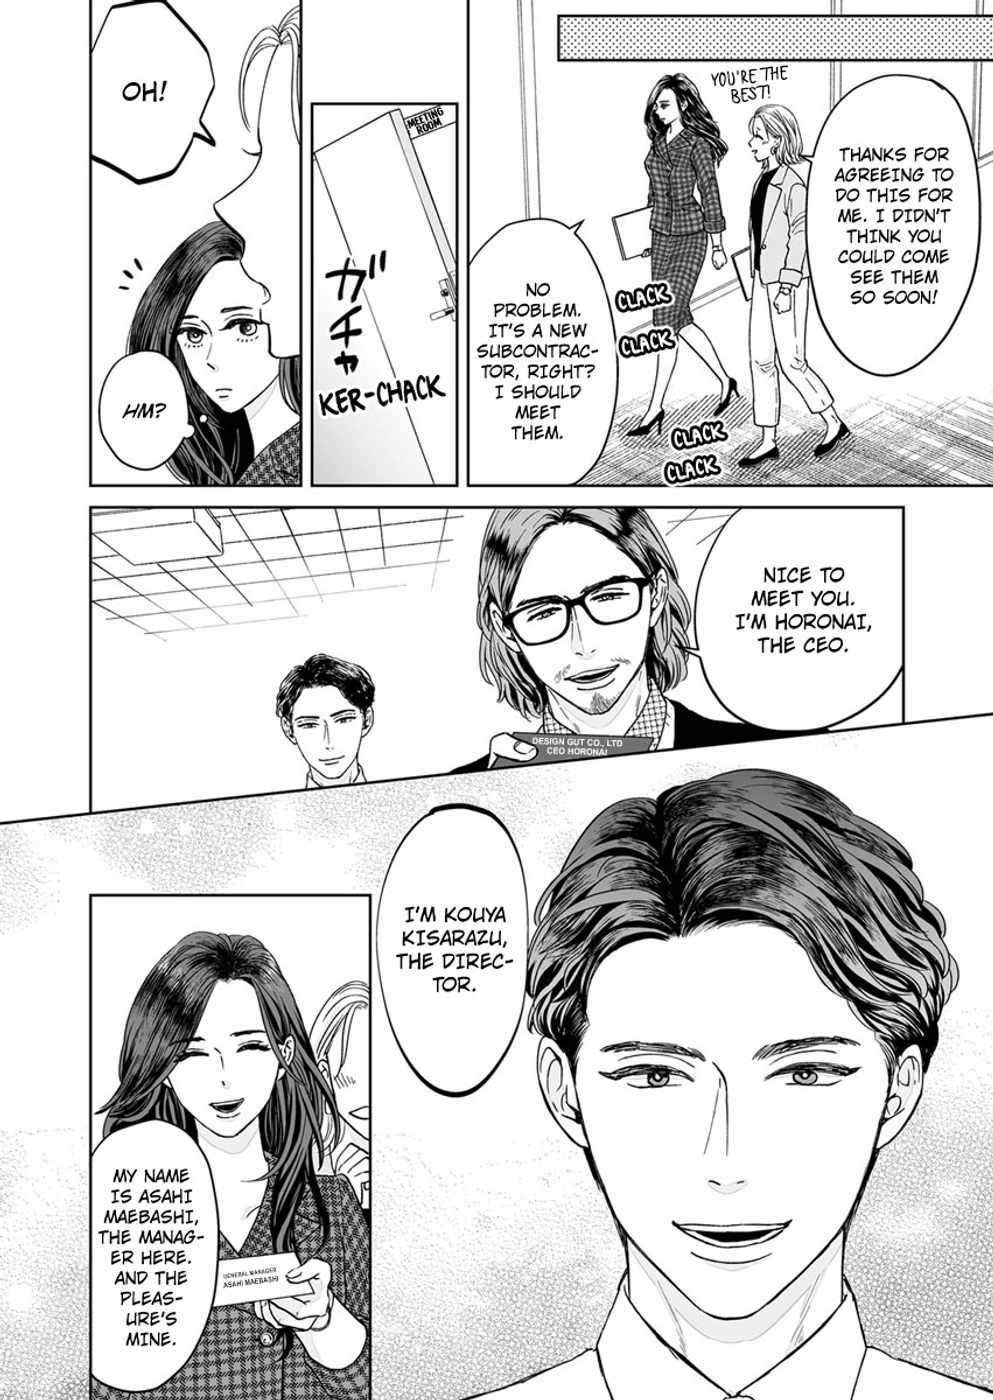 YOU'RE THE
BEST!
THANKS FOR
AGREEING TO
DO THIS FOR
ME. I DIDN'T
THINK YOU
COULD COME
SEE THEM
SO SOON!
NO
PROBLEM.
IT'S A NEW
SUBCONTRAC-
TOR, RIGHT?
I SHOULD
MEET
THEM.
CLACK
CLACK
CLACK
CLACK
MEETING
ROOM
ガチャ
KER-CHACK
OH!
HM?
NICE TO
MEET YOU.
I'M HORONAI,
THE CEO.
DESIGN GUT CO., LTD
CEO HORONAI
I'M KOUYA
KISARAZU,
THE DIREC-
TOR.
MY NAME
IS ASAHI
MAEBASHI,
THE MANAG-
ER HERE.
AND THE
PLEAS-
URE'S
MINE.
GENERAL MANAGER
ASAHI MAEBASHI